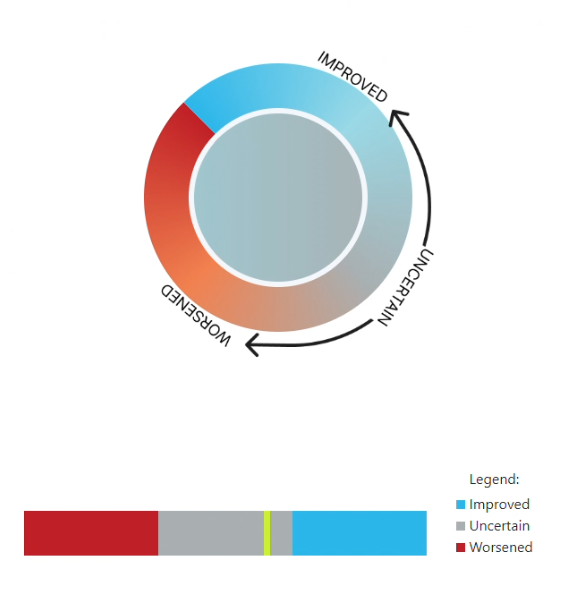 IMPROVED
UNCERTAIN
WORSENED
Legend:
Improved
Uncertain
Worsened